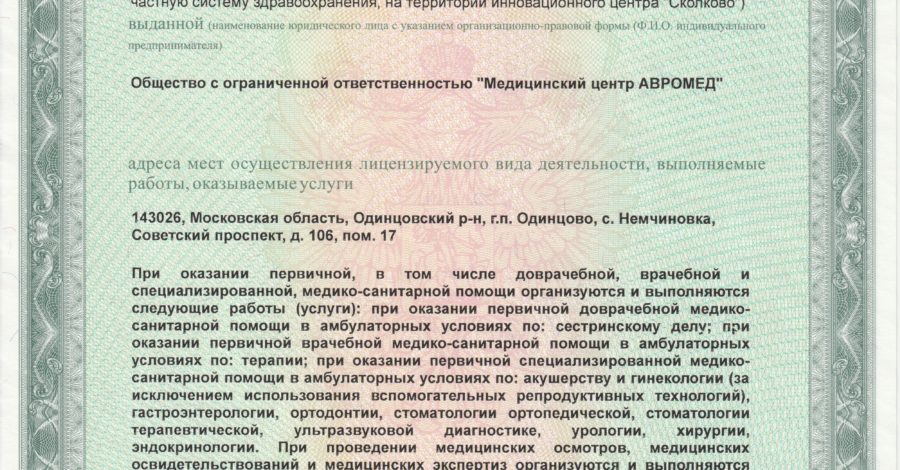 частную систему здравоохранения, на территории инновационного центра "Сколково")
выданной (наименование юридического лица с указанием организационно-правовой формы (Ф.И.О. индивидуального
предпринимателя)
Общество с ограниченной ответственностью "Медицинский центр АВРОМЕД"
адреса мест осуществления лицензируемого вида деятельности, выполняемые
работы, оказываемые услуги
143026, Московская область, Одинцовский р-н, г.п. Одинцово, с. Немчиновка,
Советский проспект, д. 106, пом. 17
При оказании первичной, в том числе доврачебной, врачебной и
специализированной, медико-санитарной помощи организуются и выполняются
следующие работы (услуги): при оказании первичной доврачебной медико-
санитарной помощи в амбулаторных условиях по: сестринскому делу; при
оказании первичной врачебной медико-санитарной помощи в амбулаторных
условиях по: терапии; при оказании первичной специализированной медико-
санитарной помощи в амбулаторных условиях по: акушерству и гинекологии (за
исключением использования вспомогательных репродуктивных технологий),
гастроэнтерологии, ортодонтии, стоматологии ортопедической, стоматологии
терапевтической, ультразвуковой диагностике, урологии, хирургии,
эндокринологии. При проведении медицинских осмотров, медицинских
освидетельствований и медицинских экспертиз организуются и выполняются